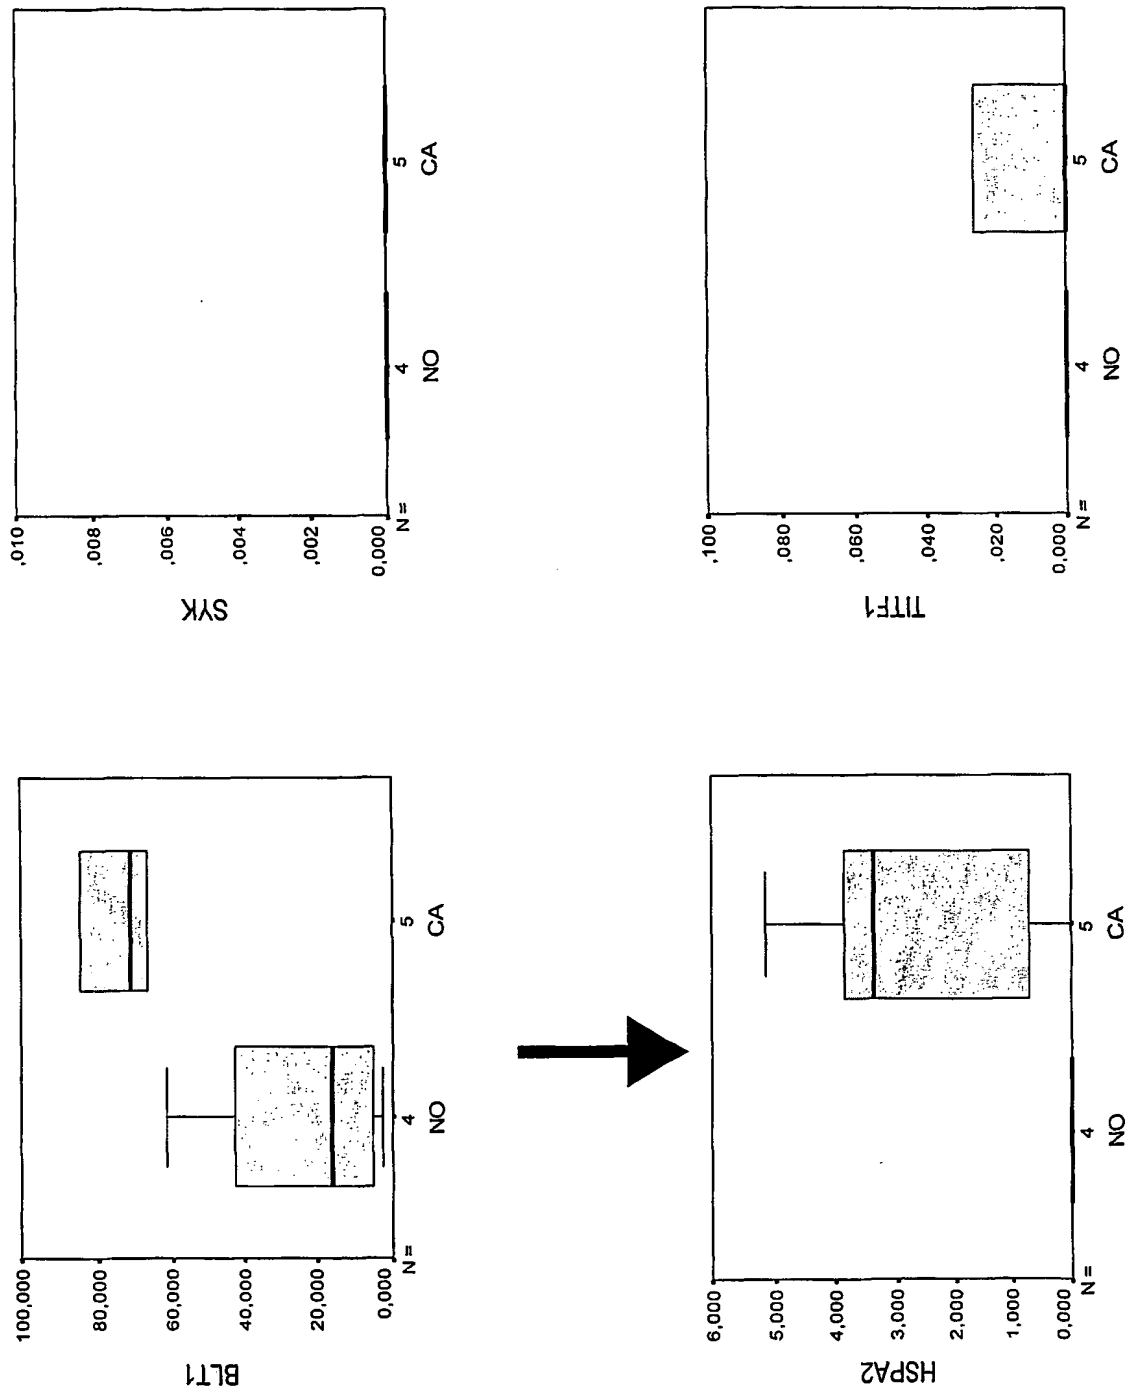 BLT1
100,000
80,000
60,000
40,000
20,000
0,000
N =
4
5
NO
CA
SYK
,010
,008
,006
,004
,002
0,000
N =
4
5
NO
CA
HSPA2
6,000
5,000
4,000
3,000
2,000
1,000
0,000
N =
4
5
NO
CA
TITF1
,100
,080
,060
,040
,020
0,000
N =
4
5
NO
CA